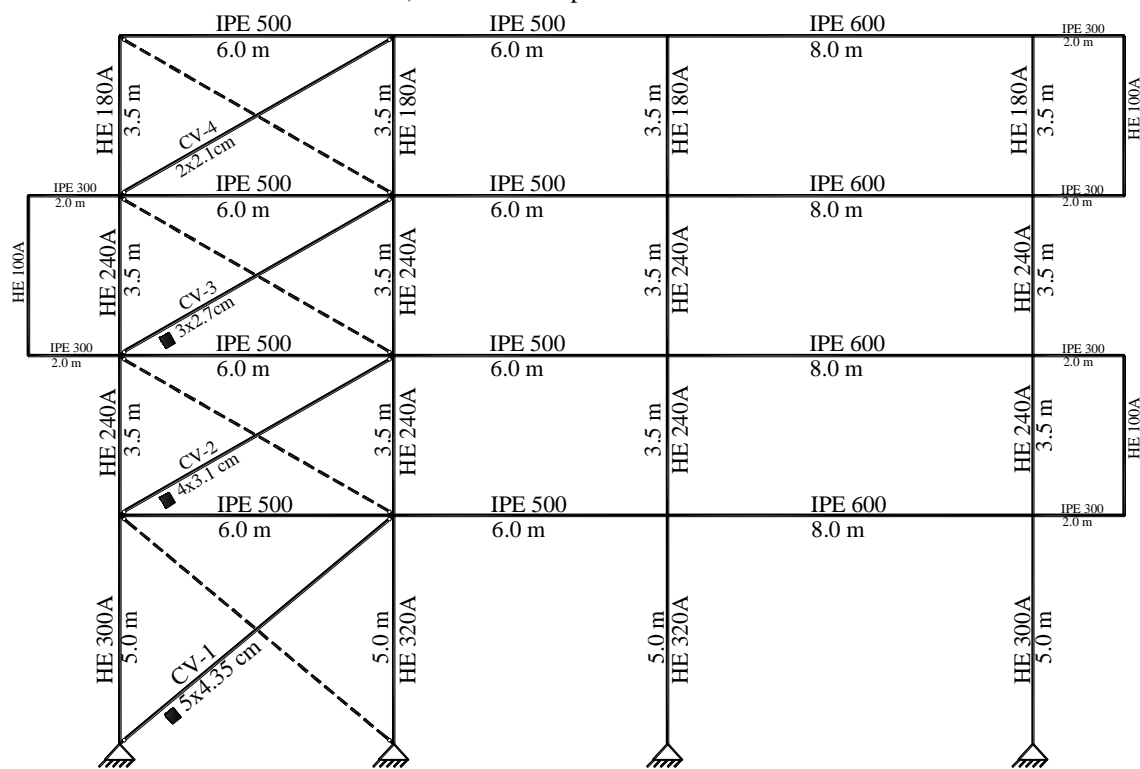 IPE 500
IPE 500
IPE 600
IPE 300
6.0 m
6.0 m
8.0 m
2.0 m
HE 180A
3.5 m
3.5 m
HE 180A
3.5 m
HE 180A
HE 180A
3.5 m
HE 100A
CV-4
2x2.1cm
IPE 300
IPE 500
IPE 500
IPE 600
IPE 300
2.0 m
6.0 m
6.0 m
8.0 m
2.0 m
HE 100A
HE 240A
3.5 m
3.5 m
HE 240A
3.5 m
HE 240A
HE 240A
3.5 m
CV-3
3x2.7cm
IPE 300
IPE 500
IPE 500
IPE 600
IPE 300
2.0 m
6.0 m
6.0 m
8.0 m
2.0 m
HE 240A
3.5 m
3.5 m
HE 240A
3.5 m
HE 240A
HE 240A
3.5 m
HE 100A
CV-2
4x3.1 cm
IPE 500
IPE 500
IPE 600
IPE 300
6.0 m
6.0 m
8.0 m
2.0 m
HE 300A
5.0 m
5.0 m
HE 320A
5.0 m
HE 320A
HE 300A
5.0 m
CV-1
5x4.35 cm